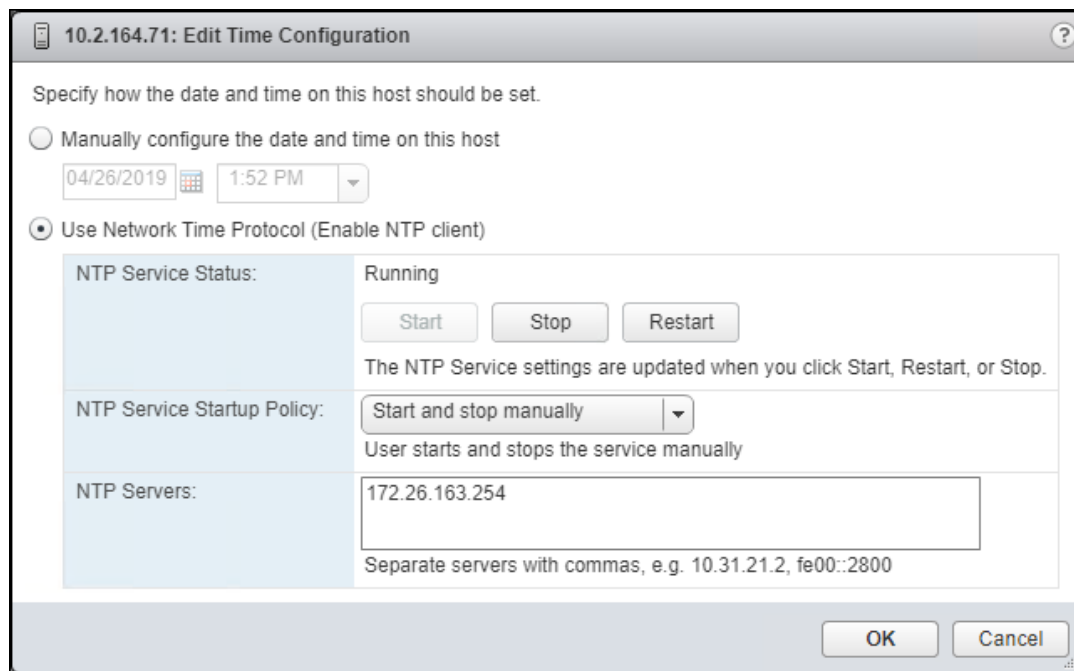 10.2.164.71: Edit Time Configuration
?
Specify how the date and time on this host should be set.
Manually configure the date and time on this host
04/26/2019 1:52 PM
Use Network Time Protocol (Enable NTP client)
NTP Service Status: Running
Start Stop Restart
The NTP Service settings are updated when you click Start, Restart, or Stop.
NTP Service Startup Policy: Start and stop manually
User starts and stops the service manually
NTP Servers: 172.26.163.254
Separate servers with commas, e.g. 10.31.21.2, fe00::2800
OK Cancel